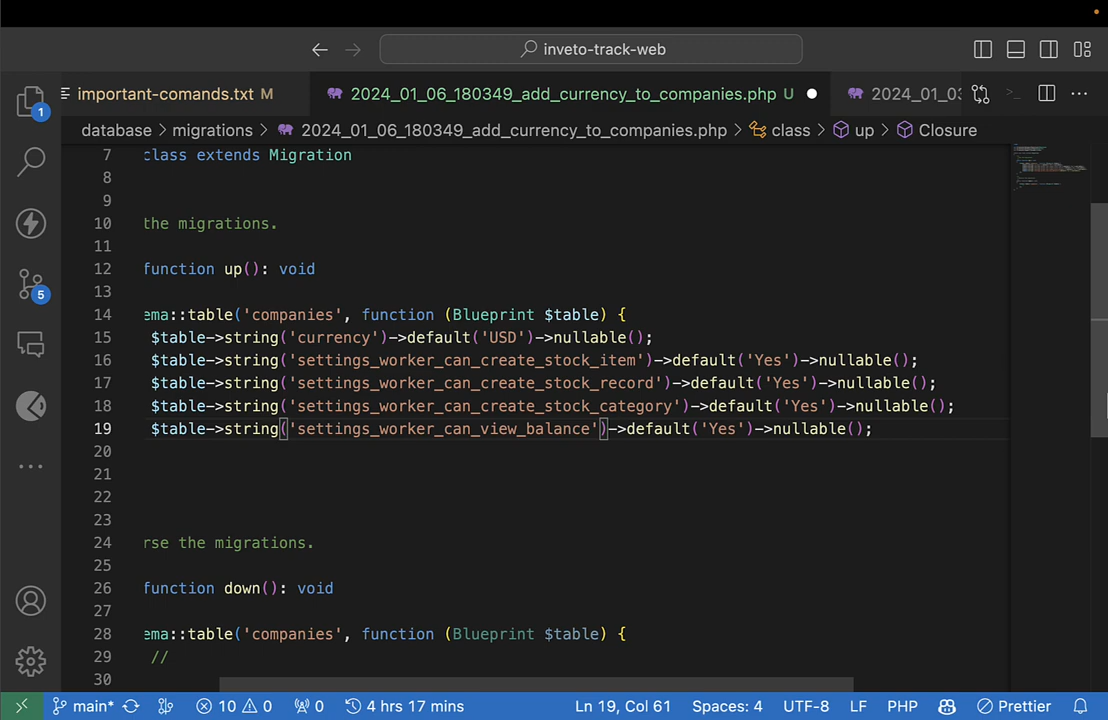 inveto-track-web
important-comands.txt M
2024_01_06_180349_add_currency_to_companies.php U
2024_01_03
database > migrations > 2024_01_06_180349_add_currency_to_companies.php > class > up > Closure
1
5
7 class extends Migration
8
9
10 the migrations.
11
12 function up(): void
13
14 ema::table('companies', function (Blueprint $table) {
15 $table->string('currency')->default('USD')->nullable();
16 $table->string('settings_worker_can_create_stock_item')->default('Yes')->nullable();
17 $table->string('settings_worker_can_create_stock_record')->default('Yes')->nullable();
18 $table->string('settings_worker_can_create_stock_category')->default('Yes')->nullable();
19 $table->string('settings_worker_can_view_balance')->default('Yes')->nullable();
20
21
22
23
24 rse the migrations.
25
26 function down(): void
27
28 ema::table('companies', function (Blueprint $table) {
29 //
30
main* 10 0 0 4 hrs 17 mins Ln 19, Col 61 Spaces: 4 UTF-8 LF PHP Prettier